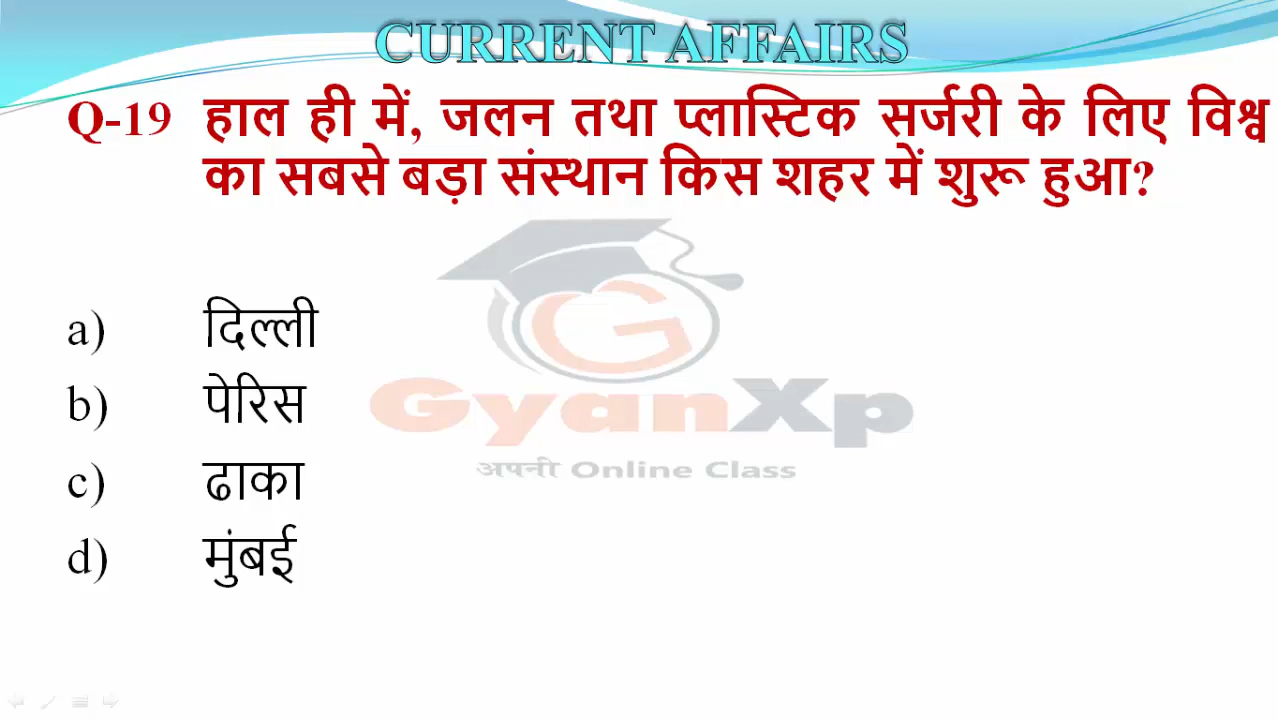 CURRENT AFFAIRS
Q-19 हाल ही में, जलन तथा प्लास्टिक सर्जरी के लिए विश्व
का सबसे बड़ा संस्थान किस शहर में शुरू हुआ?
a) दिल्ली
b) पेरिस
c) ढाका
d) मुंबई
GyanXp
अपनी Online Class